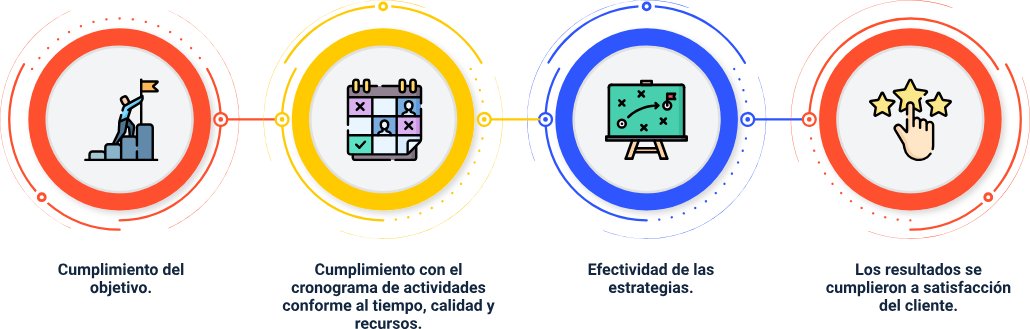 Cumplimiento del
objetivo.
Cumplimiento con el
cronograma de actividades
conforme al tiempo, calidad y
recursos.
Efectividad de las
estrategias.
Los resultados se
cumplieron a satisfacción
del cliente.